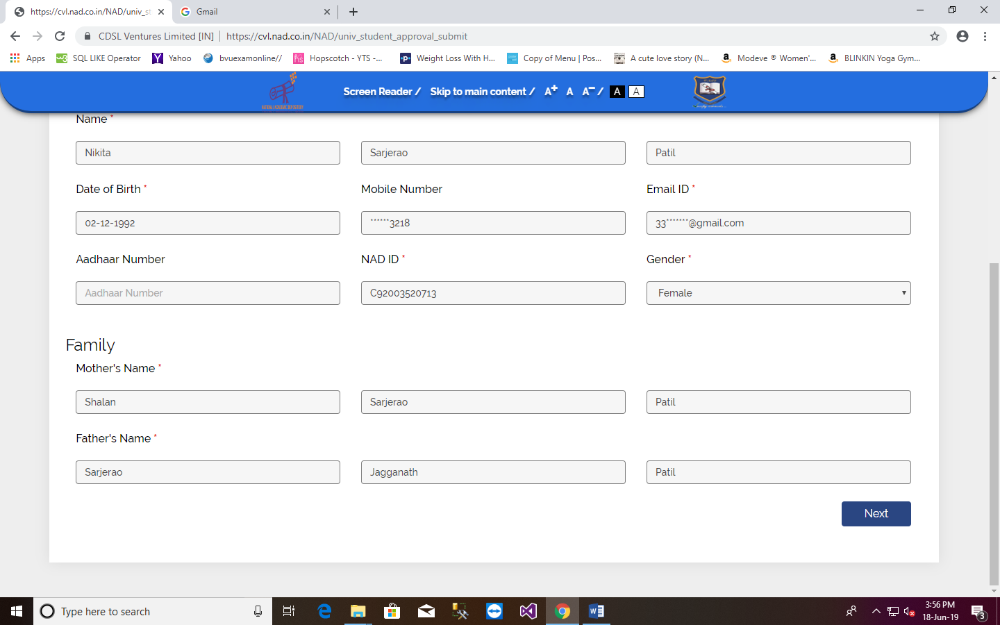 https://cvl.nad.co.in/NAD/univ_st
Gmail
CDSL Ventures Limited [IN] | https://cvl.nad.co.in/NAD/univ_student_approval_submit
Apps SQL LIKE Operator Yahoo bvuexamonline// Hopscotch - YTS -... Weight Loss With H... Copy of Menu | Pos... A cute love story (N... Modeve ® Women'... BLINKIN Yoga Gym...
Screen Reader / Skip to main content / A+ A A- / A A
Name *
Nikita Sarjerao Patil
Date of Birth * Mobile Number Email ID *
02-12-1992 ******3218 33*******@gmail.com
Aadhaar Number NAD ID * Gender *
Aadhaar Number C92003520713 Female
Family
Mother's Name *
Shalan Sarjerao Patil
Father's Name *
Sarjerao Jagganath Patil
Next
Type here to search
3:56 PM
18-Jun-19
3